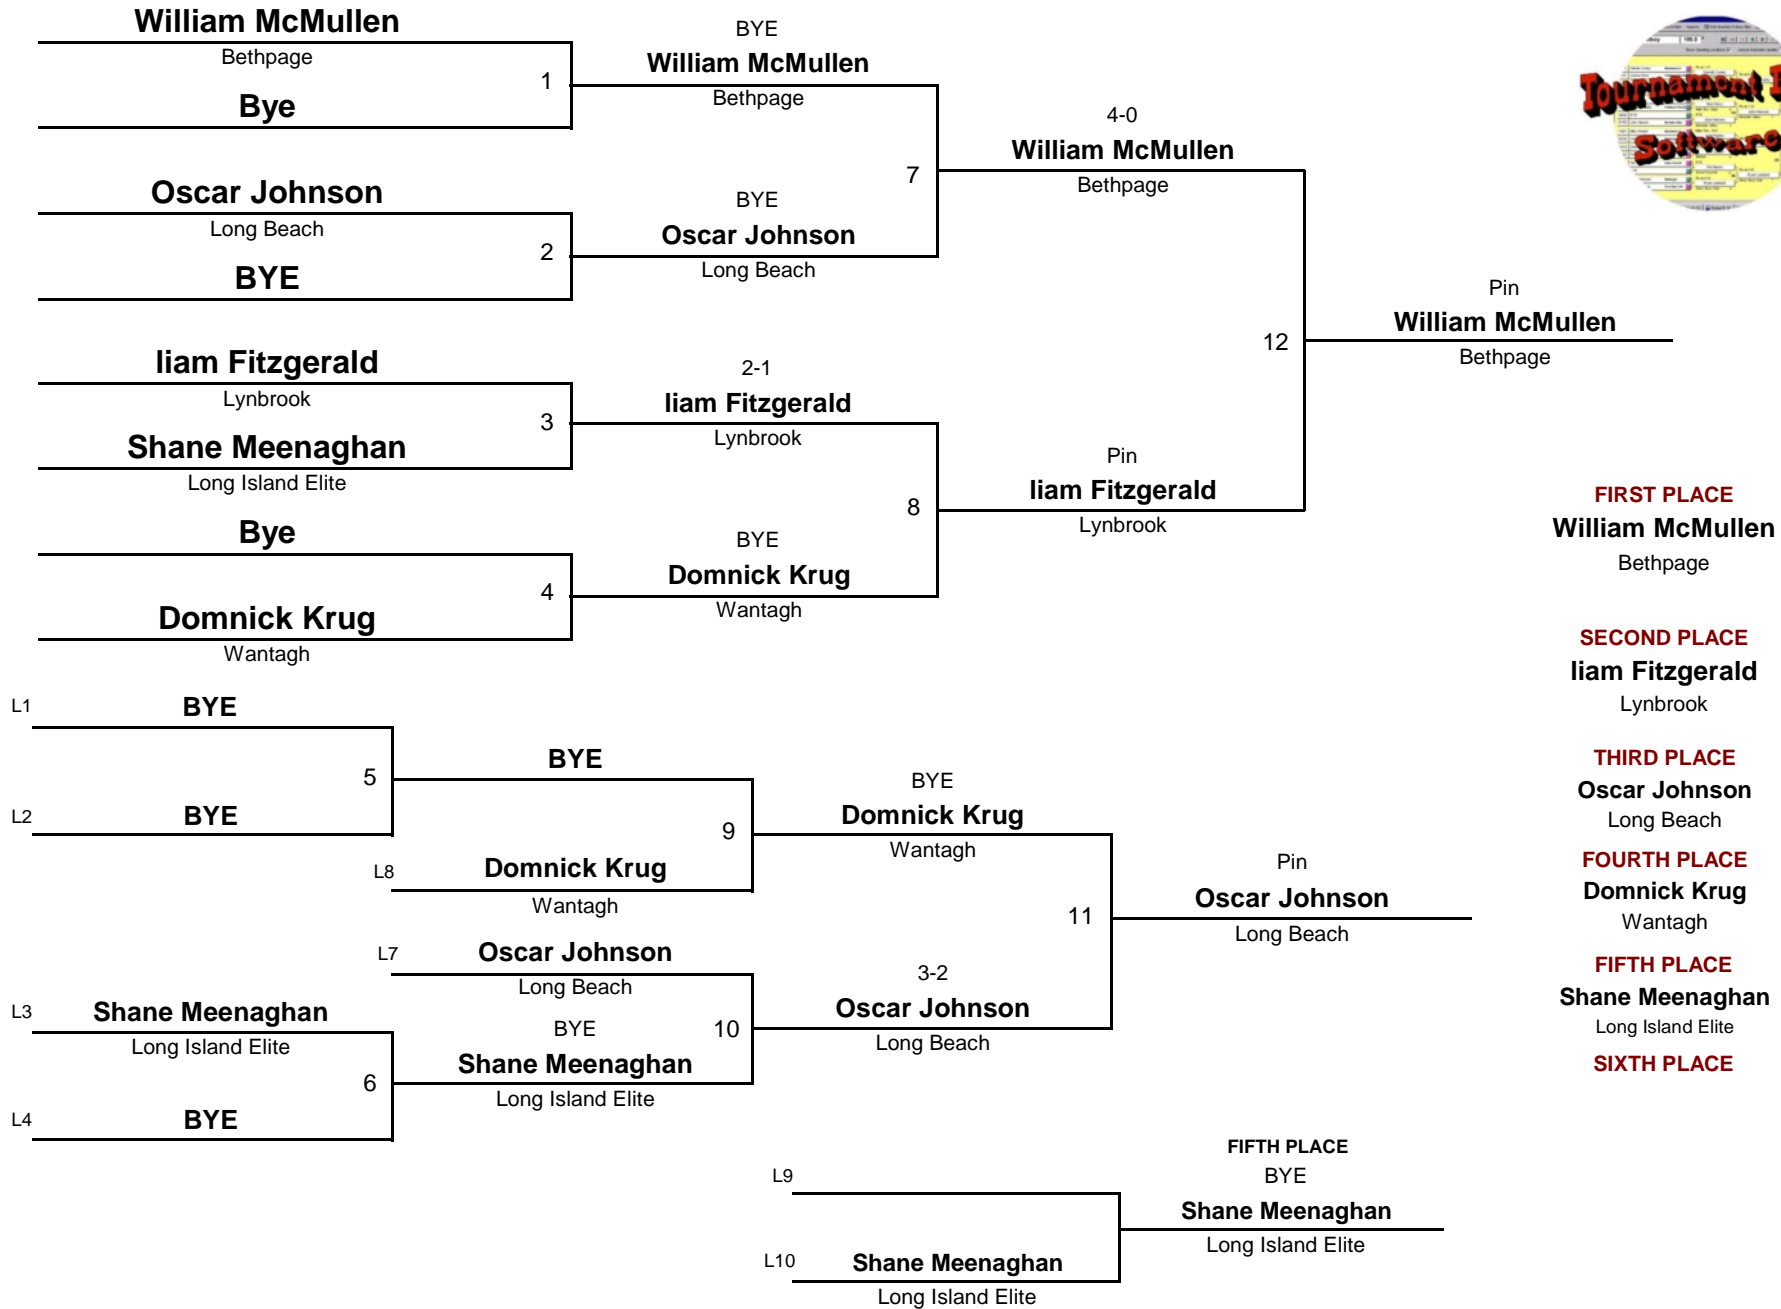 William McMullen
Bethpage
1
Bye
BYE
William McMullen
Bethpage
Oscar Johnson
Long Beach
2
BYE
BYE
Oscar Johnson
Long Beach
7
4-0
William McMullen
Bethpage
liam Fitzgerald
Lynbrook
3
Shane Meenaghan
Long Island Elite
2-1
liam Fitzgerald
Lynbrook
Bye
4
Domnick Krug
Wantagh
BYE
Domnick Krug
Wantagh
8
Pin
liam Fitzgerald
Lynbrook
12
Pin
William McMullen
Bethpage
Tournament
Software
FIRST PLACE
William McMullen
Bethpage
SECOND PLACE
liam Fitzgerald
Lynbrook
THIRD PLACE
Oscar Johnson
Long Beach
FOURTH PLACE
Domnick Krug
Wantagh
FIFTH PLACE
Shane Meenaghan
Long Island Elite
SIXTH PLACE
L1
BYE
5
L2
BYE
BYE
9
L8
Domnick Krug
Wantagh
BYE
Domnick Krug
Wantagh
L7
Oscar Johnson
Long Beach
L3
Shane Meenaghan
Long Island Elite
6
L4
BYE
BYE
Shane Meenaghan
Long Island Elite
10
3-2
Oscar Johnson
Long Beach
11
Pin
Oscar Johnson
Long Beach
L9
L10
Shane Meenaghan
Long Island Elite
FIFTH PLACE
BYE
Shane Meenaghan
Long Island Elite